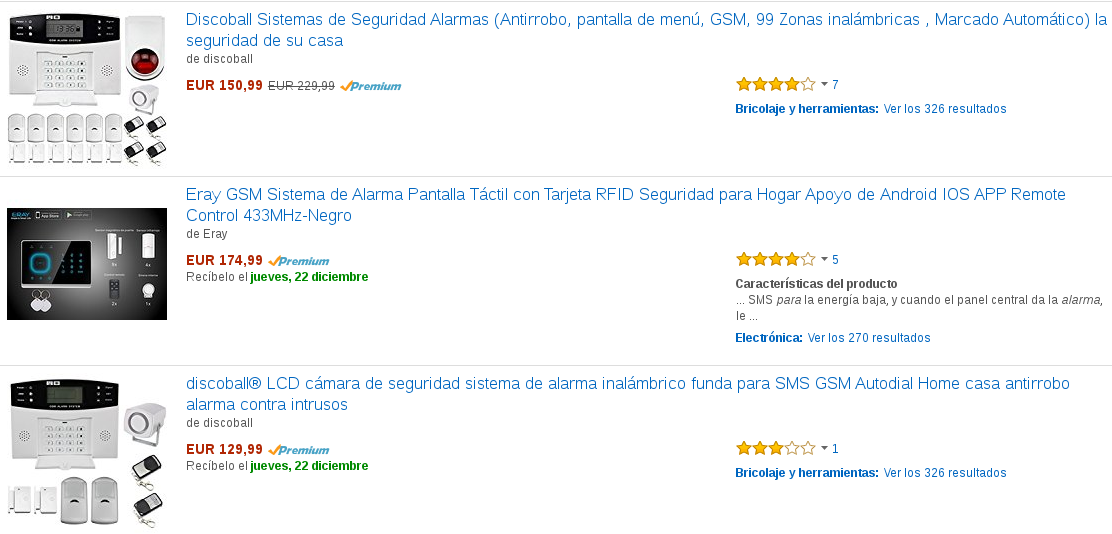 Discoball Sistemas de Seguridad Alarmas (Antirrobo, pantalla de menú, GSM, 99 Zonas inalámbricas , Marcado Automático) la
seguridad de su casa
de discoball
EUR 150,99 EUR 229,99 Premium
7
Bricolaje y herramientas: Ver los 326 resultados
Eray GSM Sistema de Alarma Pantalla Táctil con Tarjeta RFID Seguridad para Hogar Apoyo de Android IOS APP Remote
Control 433MHz-Negro
de Eray
EUR 174,99 Premium
Recíbelo el jueves, 22 diciembre
5
Características del producto
... SMS para la energía baja, y cuando el panel central da la alarma,
le ...
Electrónica: Ver los 270 resultados
ERAY
App Store
discoball® LCD cámara de seguridad sistema de alarma inalámbrico funda para SMS GSM Autodial Home casa antirrobo
alarma contra intrusos
de discoball
EUR 129,99 Premium
Recíbelo el jueves, 22 diciembre
1
Bricolaje y herramientas: Ver los 326 resultados